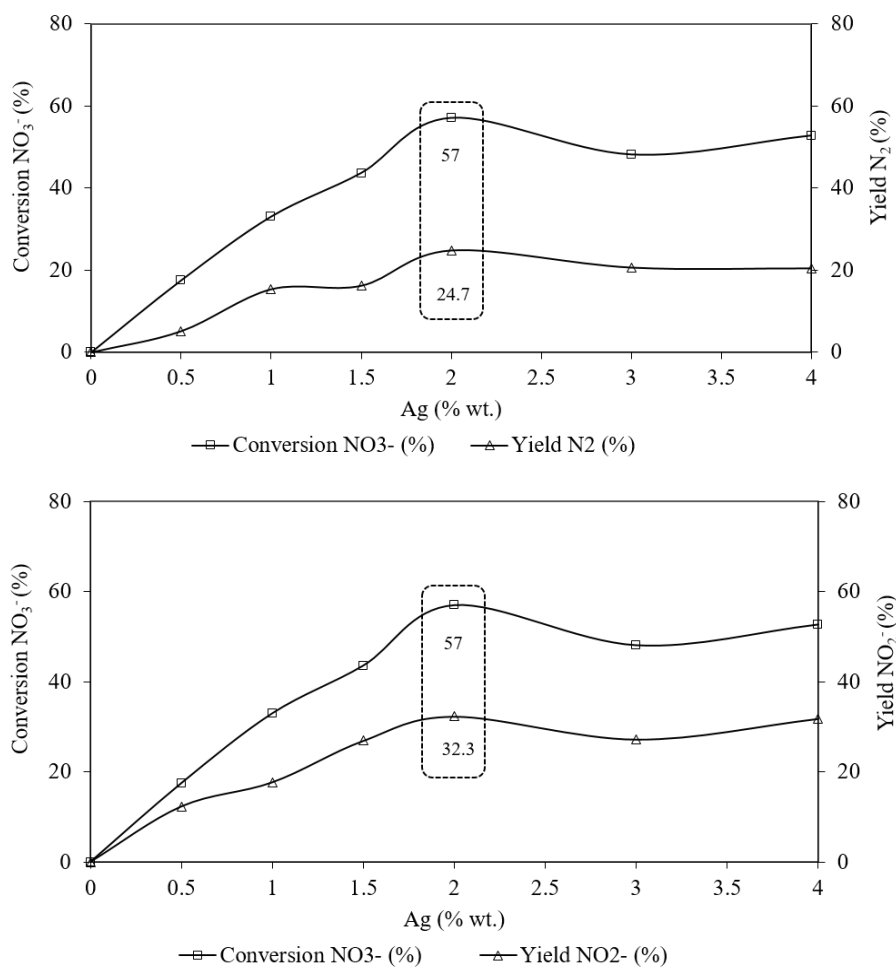 80
60
40
20
0
Conversion NO₃⁻ (%)
80
60
40
20
0
Yield N₂ (%)
57
24.7
0 0.5 1 1.5 2 2.5 3 3.5 4
Ag (% wt.)
Conversion NO3- (%) Yield N2 (%)
80
60
40
20
0
Conversion NO₃⁻ (%)
80
60
40
20
0
Yield NO₂⁻ (%)
57
32.3
0 0.5 1 1.5 2 2.5 3 3.5 4
Ag (% wt.)
Conversion NO3- (%) Yield NO2- (%)